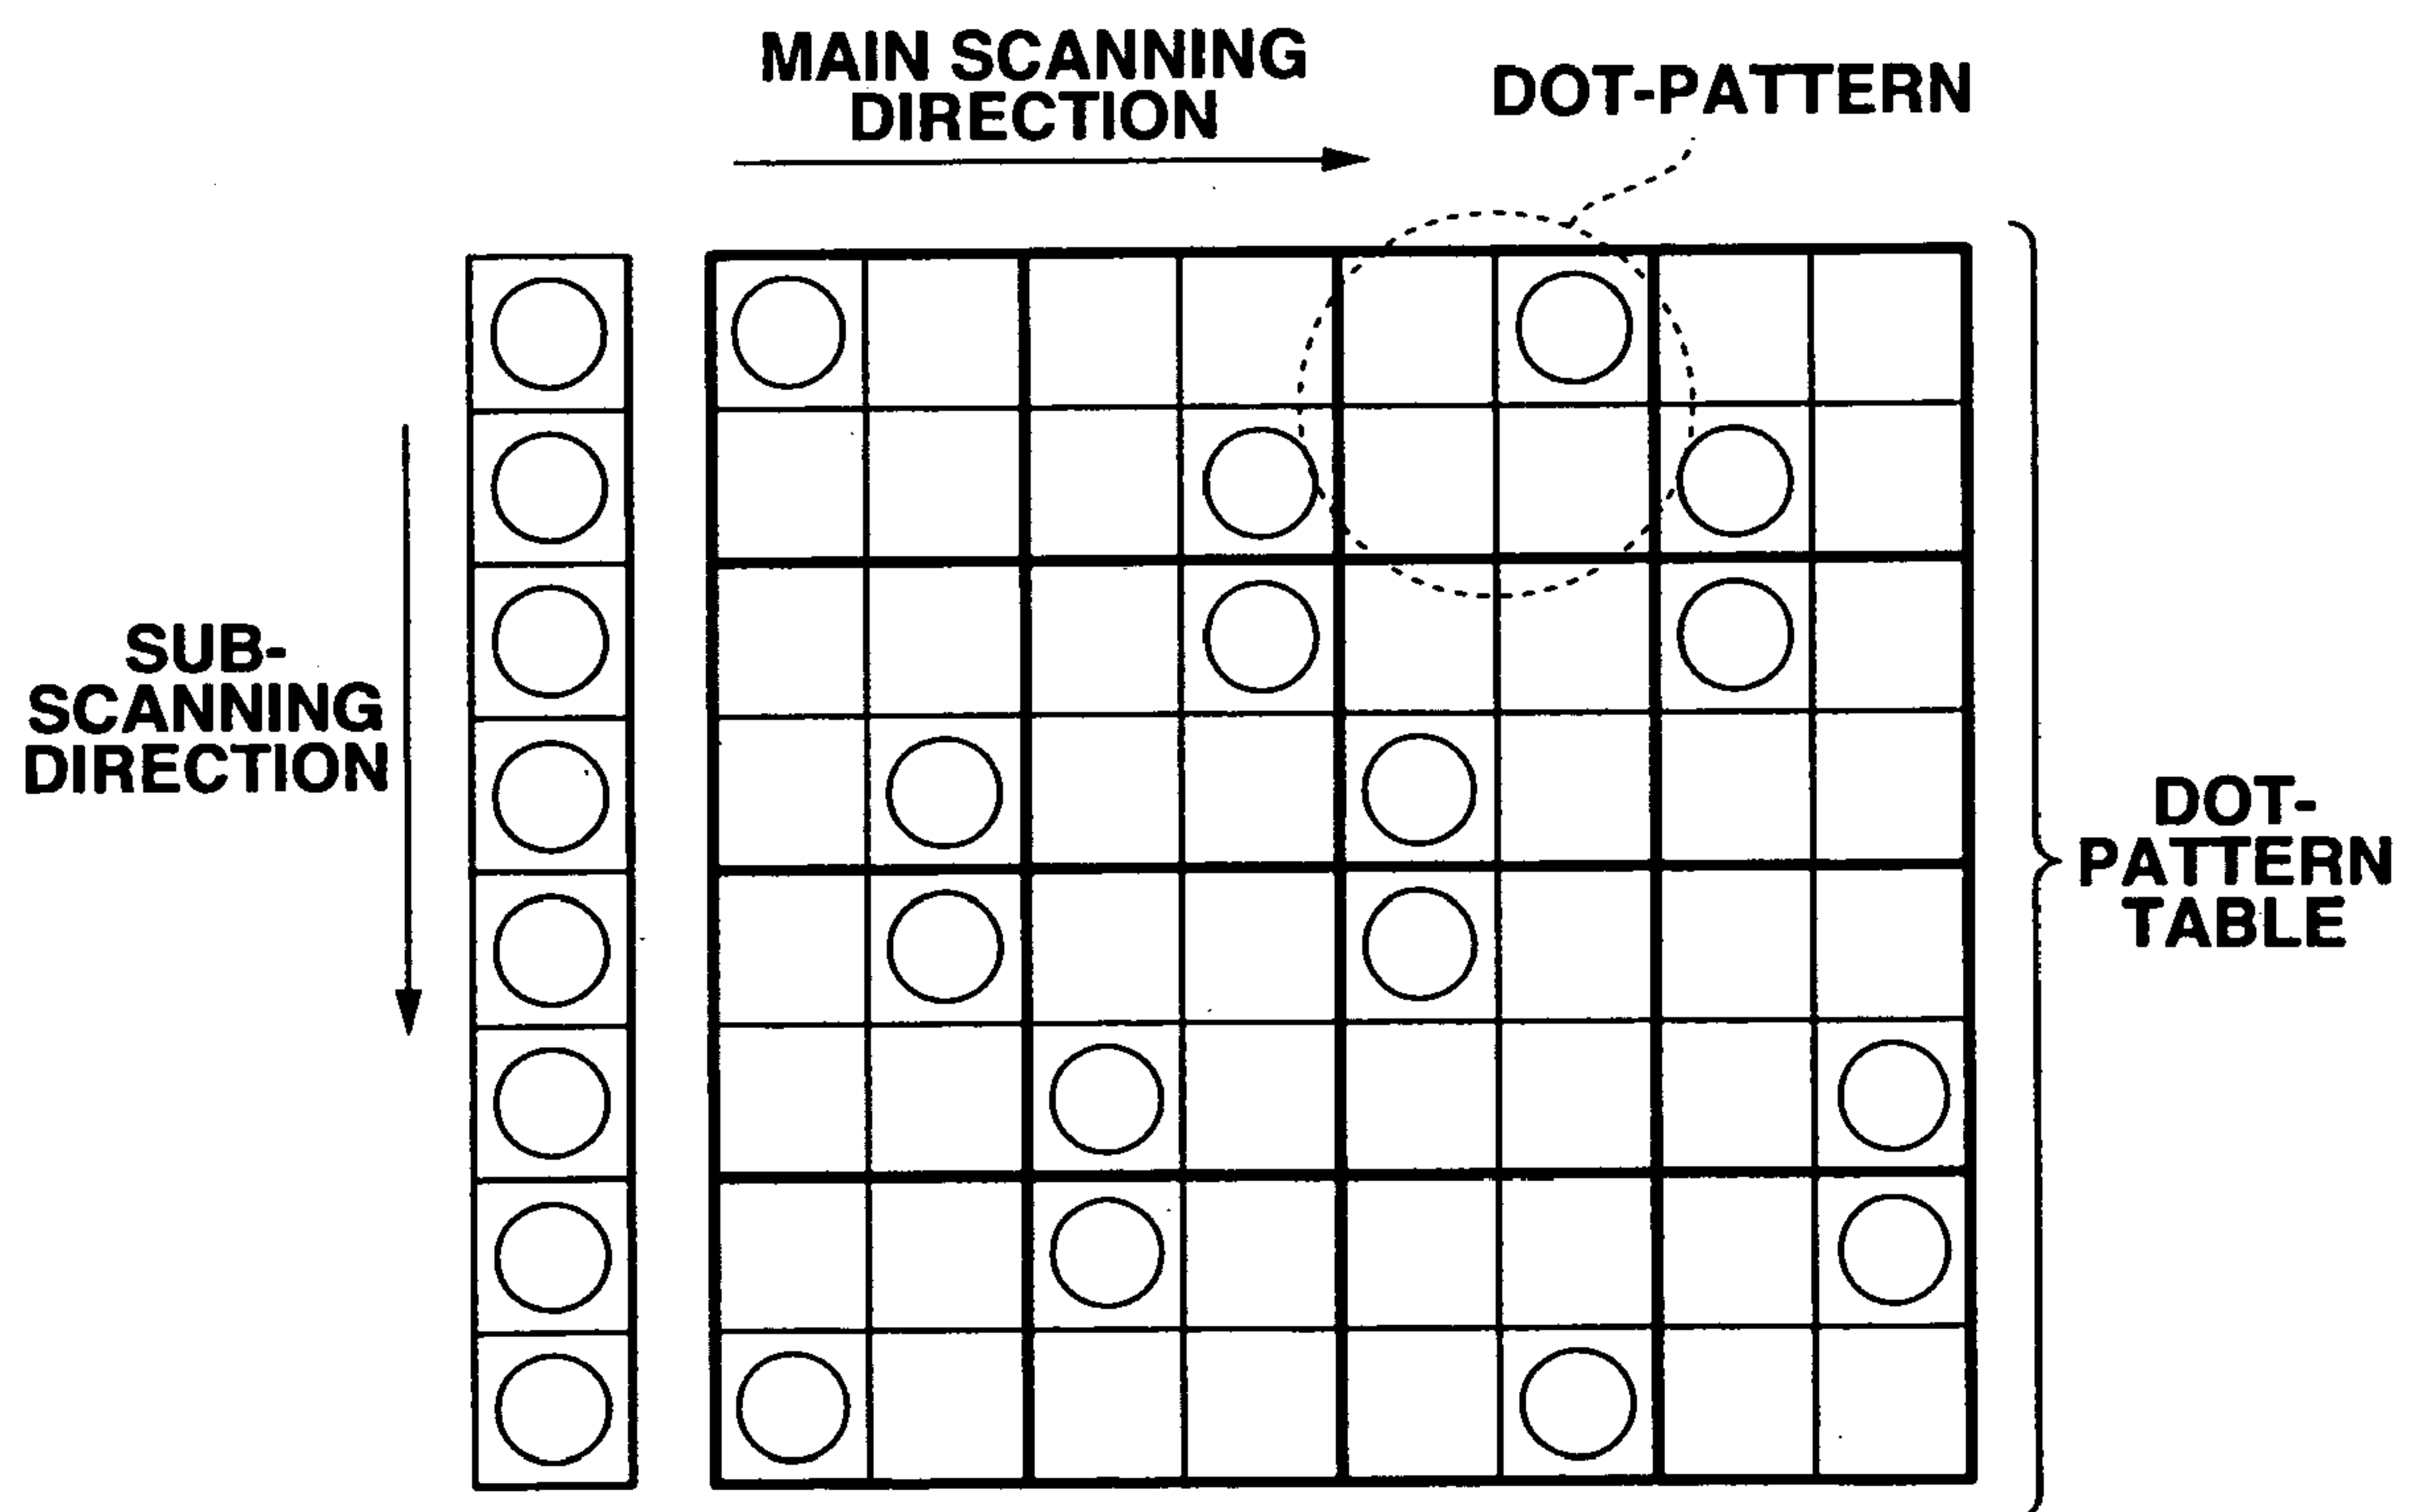 MAIN SCANNING
DIRECTION
DOT-PATTERN
SUB-
SCANNING
DIRECTION
DOT-
PATTERN
TABLE